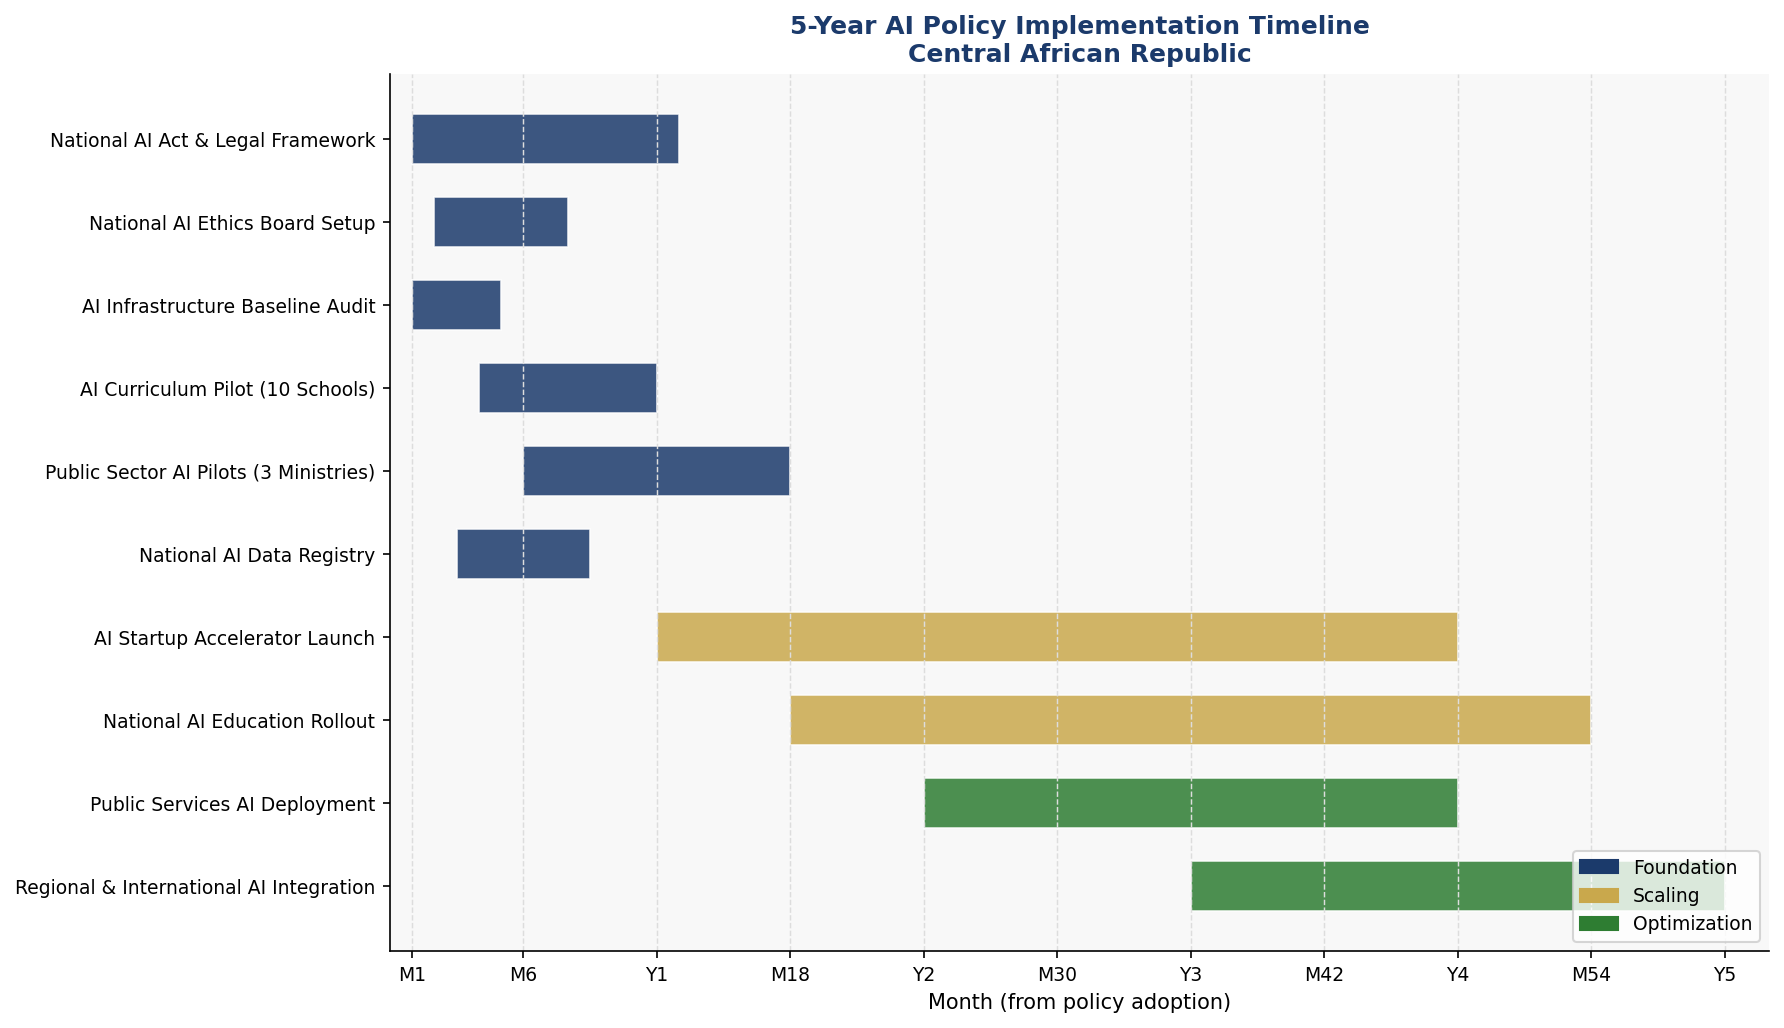 5-Year AI Policy Implementation Timeline
Central African Republic
National AI Act & Legal Framework
National AI Ethics Board Setup
AI Infrastructure Baseline Audit
AI Curriculum Pilot (10 Schools)
Public Sector AI Pilots (3 Ministries)
National AI Data Registry
AI Startup Accelerator Launch
National AI Education Rollout
Public Services AI Deployment
Regional & International AI Integration
Foundation
Scaling
Optimization
M1 M6 Y1 M18 Y2 M30 Y3 M42 Y4 M54 Y5
Month (from policy adoption)